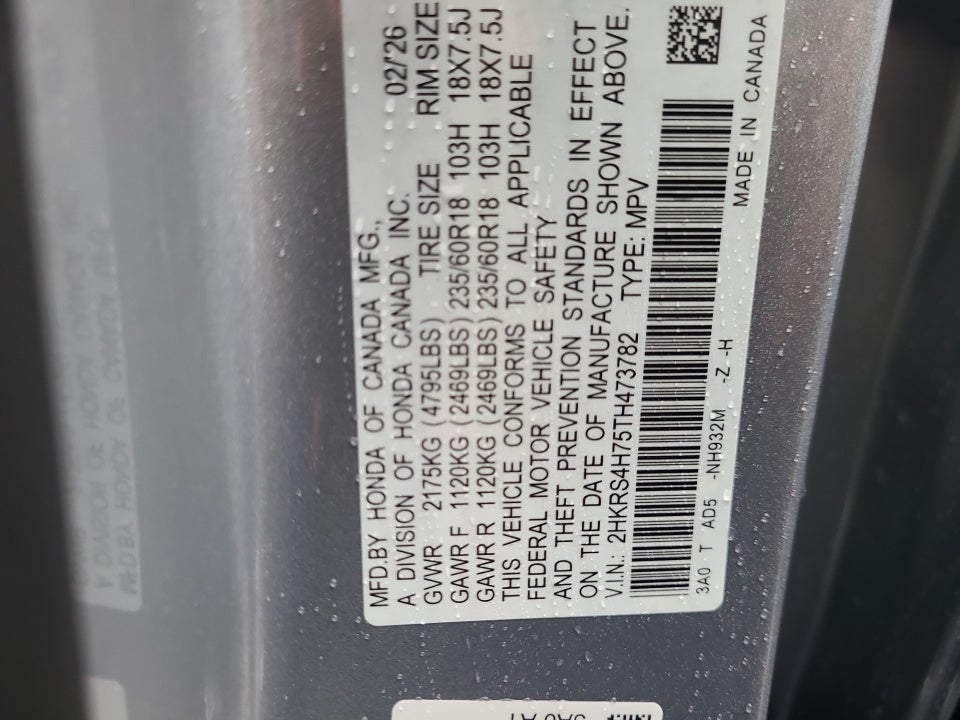 MFD.BY HONDA OF CANADA MFG.,
A DIVISION OF HONDA CANADA INC. 02/26
GVWR 2175KG (4795LBS) TIRE SIZE RIM SIZE
GAWR F 1120KG (2469LBS) 235/60R18 103H 18X7.5J
GAWR R 1120KG (2469LBS) 235/60R18 103H 18X7.5J
THIS VEHICLE CONFORMS TO ALL APPLICABLE
FEDERAL MOTOR VEHICLE SAFETY
AND THEFT PREVENTION STANDARDS IN EFFECT
ON THE DATE OF MANUFACTURE SHOWN ABOVE.
V.I.N.: 2HKRS4H75TH473782 TYPE: MPV
3A0 T AD5 -NH932M -Z -H
MADE IN CANADA